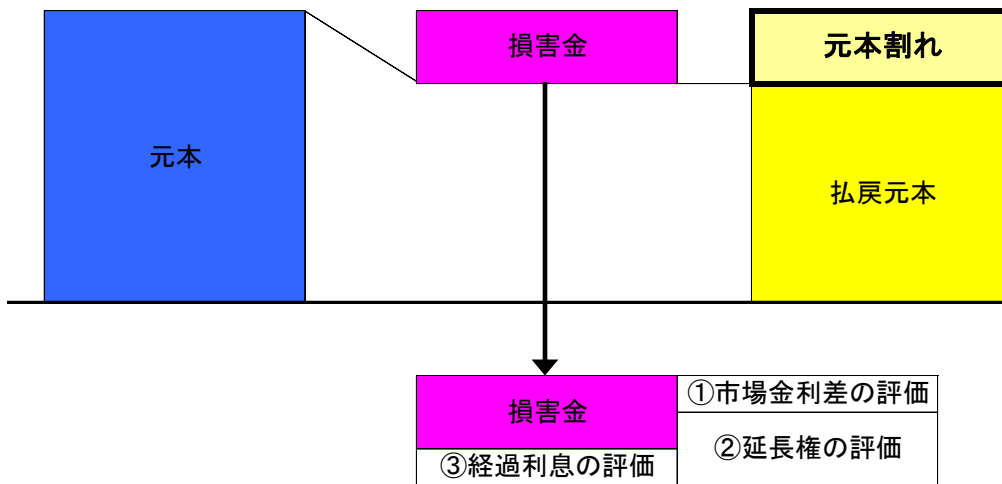 損害金
元本割れ
元本
払戻元本
損害金
①市場金利差の評価
②延長権の評価
③経過利息の評価